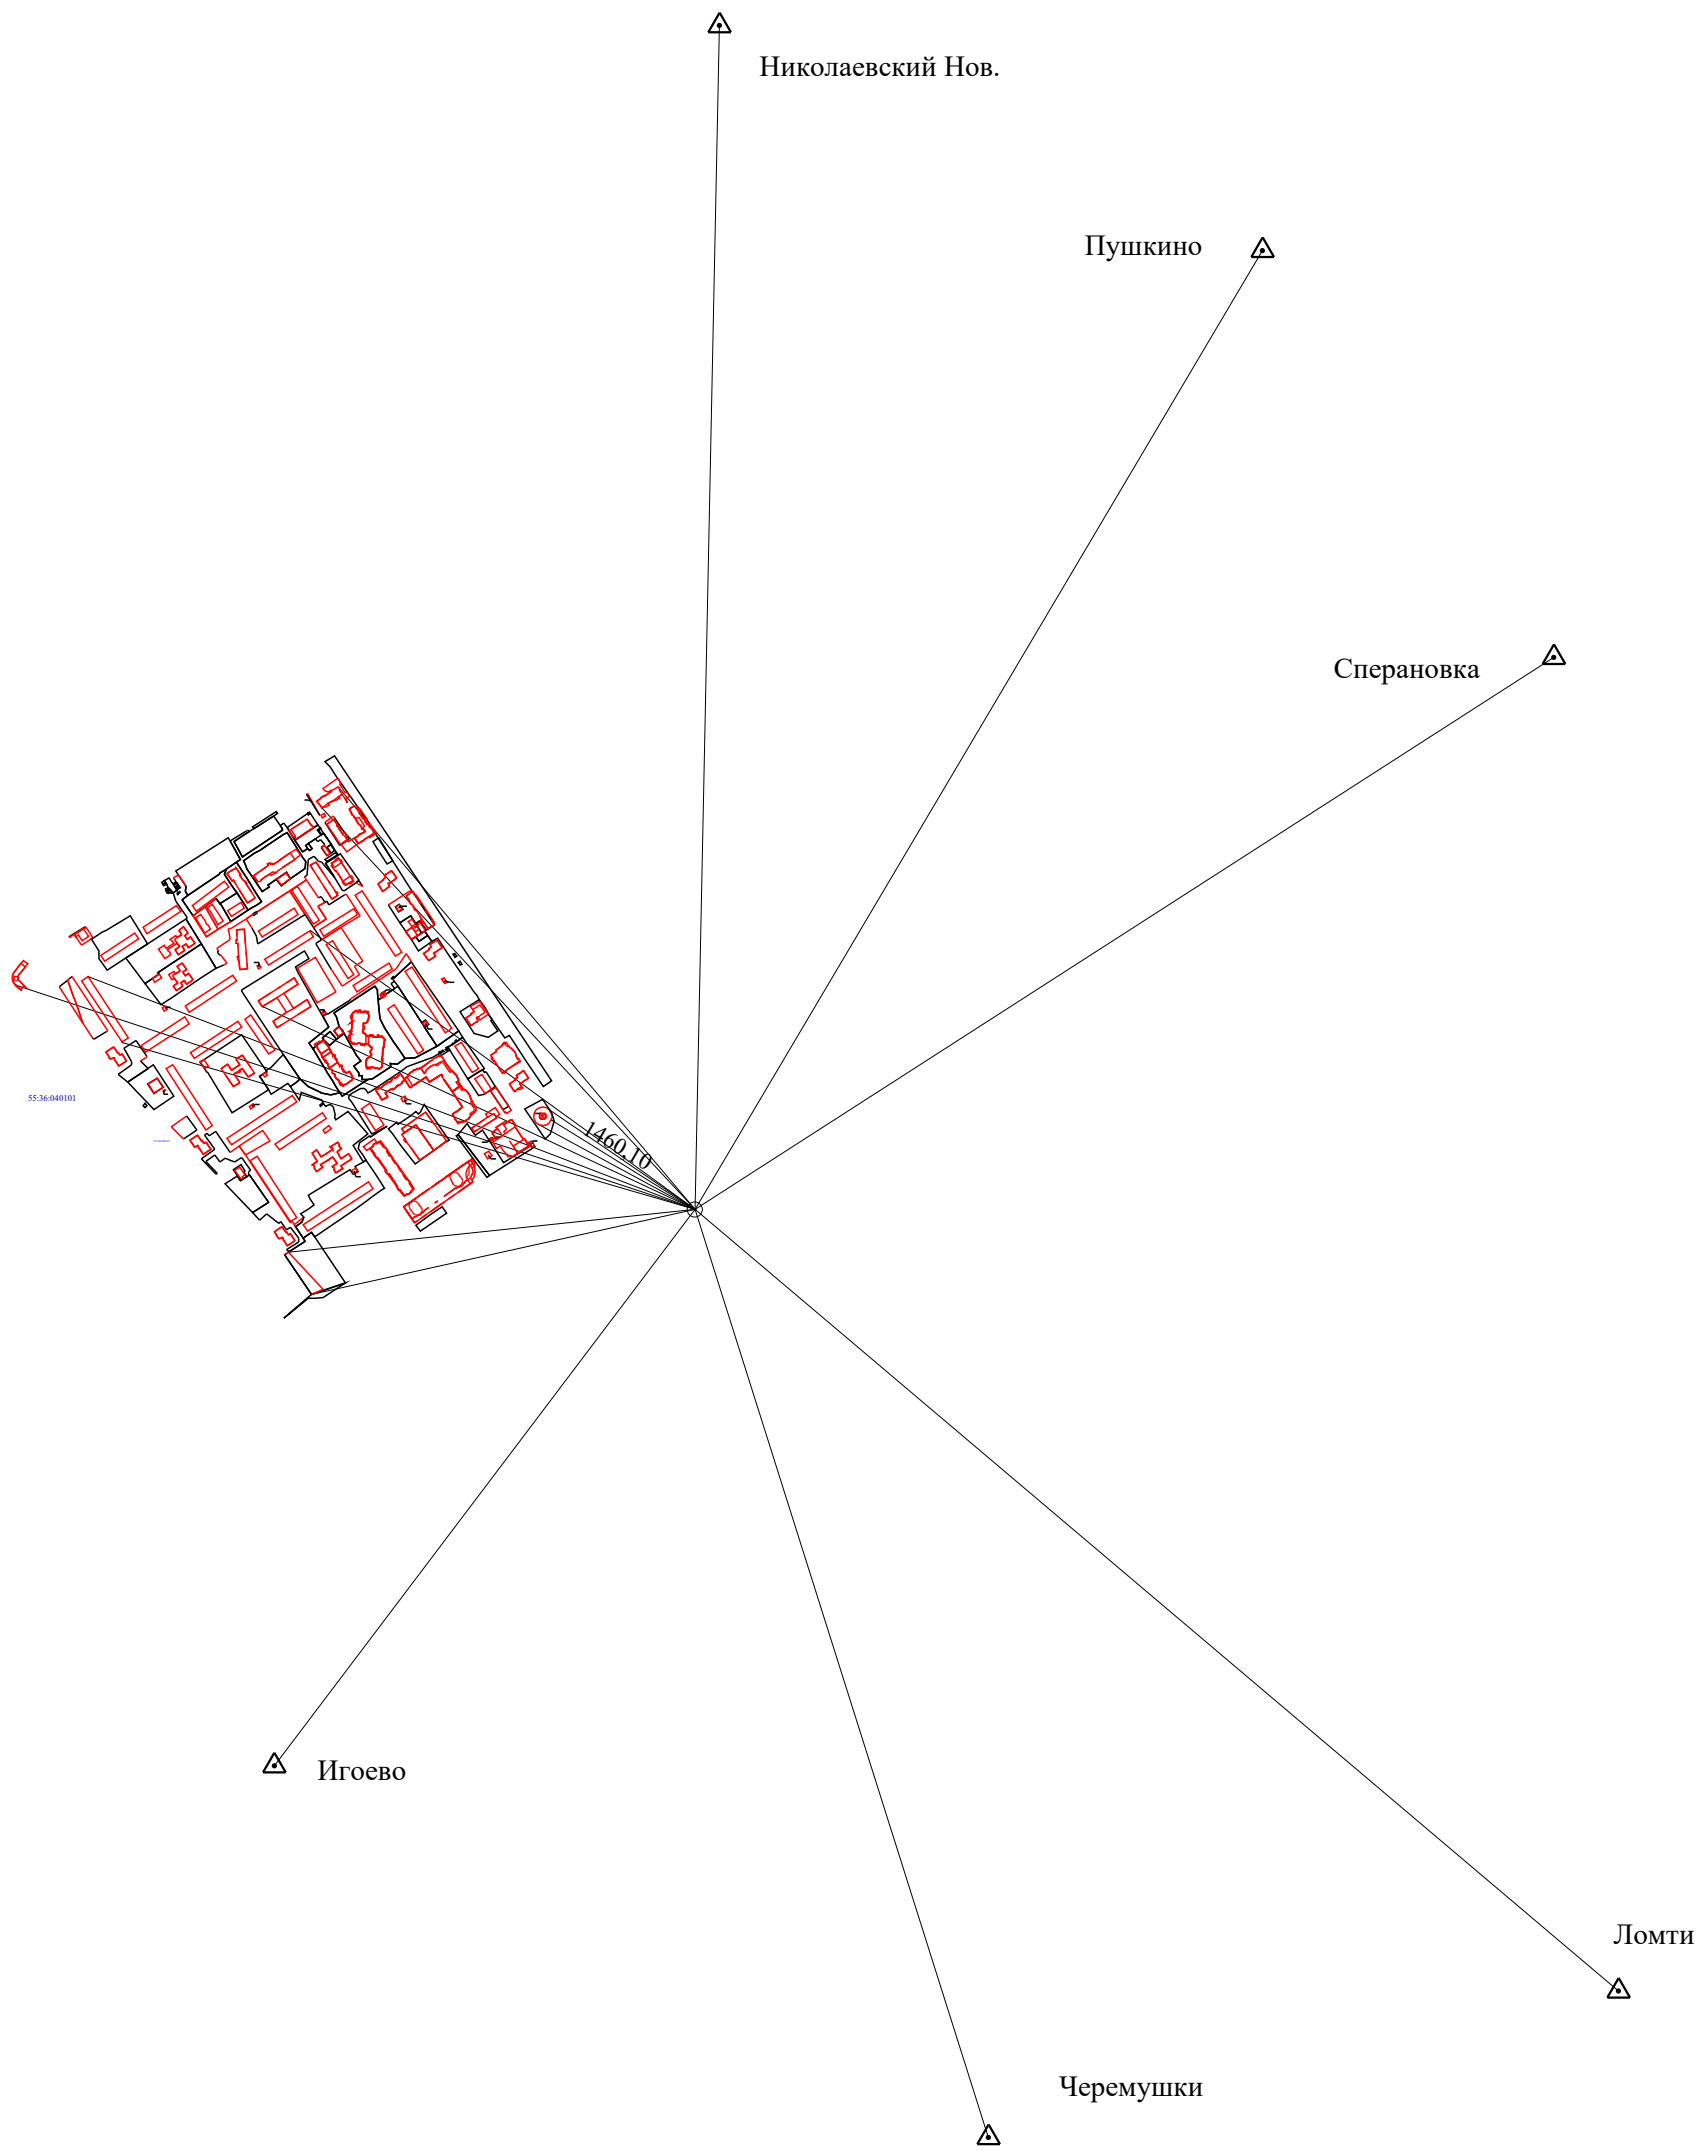 Николаевский Нов.
Пушкино
Сперановка
55:36:040101
1460,10
Игоево
Ломти
Черемушки